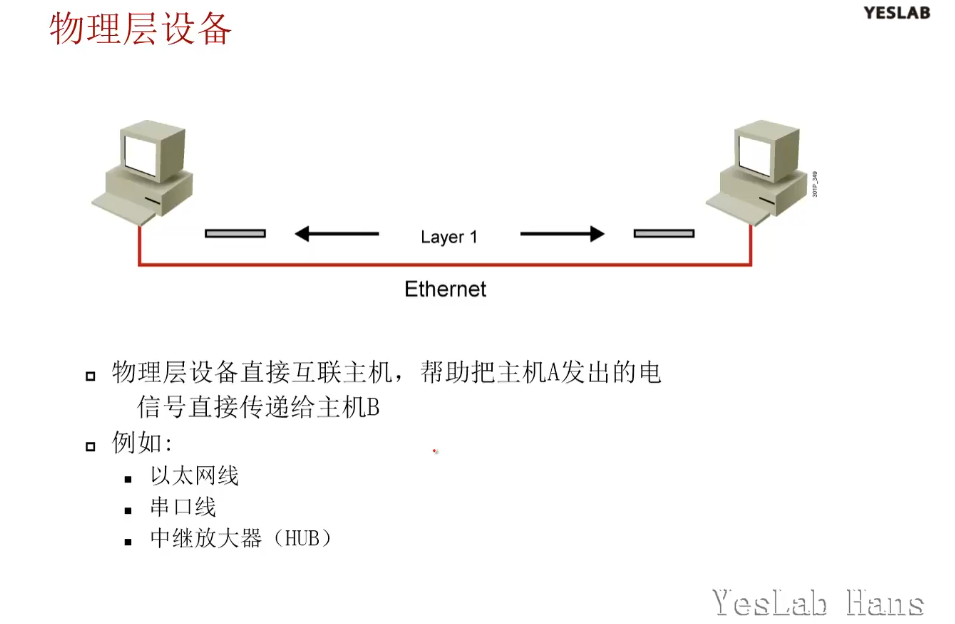 物理层设备
YESLAB
Layer 1
Ethernet
物理层设备直接互联主机，帮助把主机A发出的电
信号直接传递给主机B
例如:
以太网线
串口线
中继放大器（HUB）
YesLab Hans